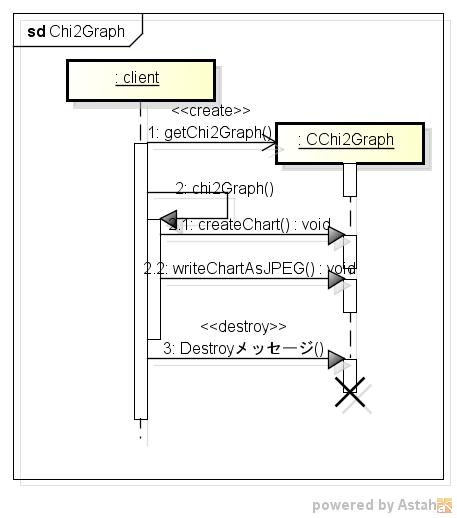 sd Chi2Graph
: client
<<create>>
1: getChi2Graph()
: CChi2Graph
2: chi2Graph()
2.1: createChart() : void
2.2: writeChartAsJPEG() : void
<<destroy>>
3: Destroyメッセージ()
powered by Astah